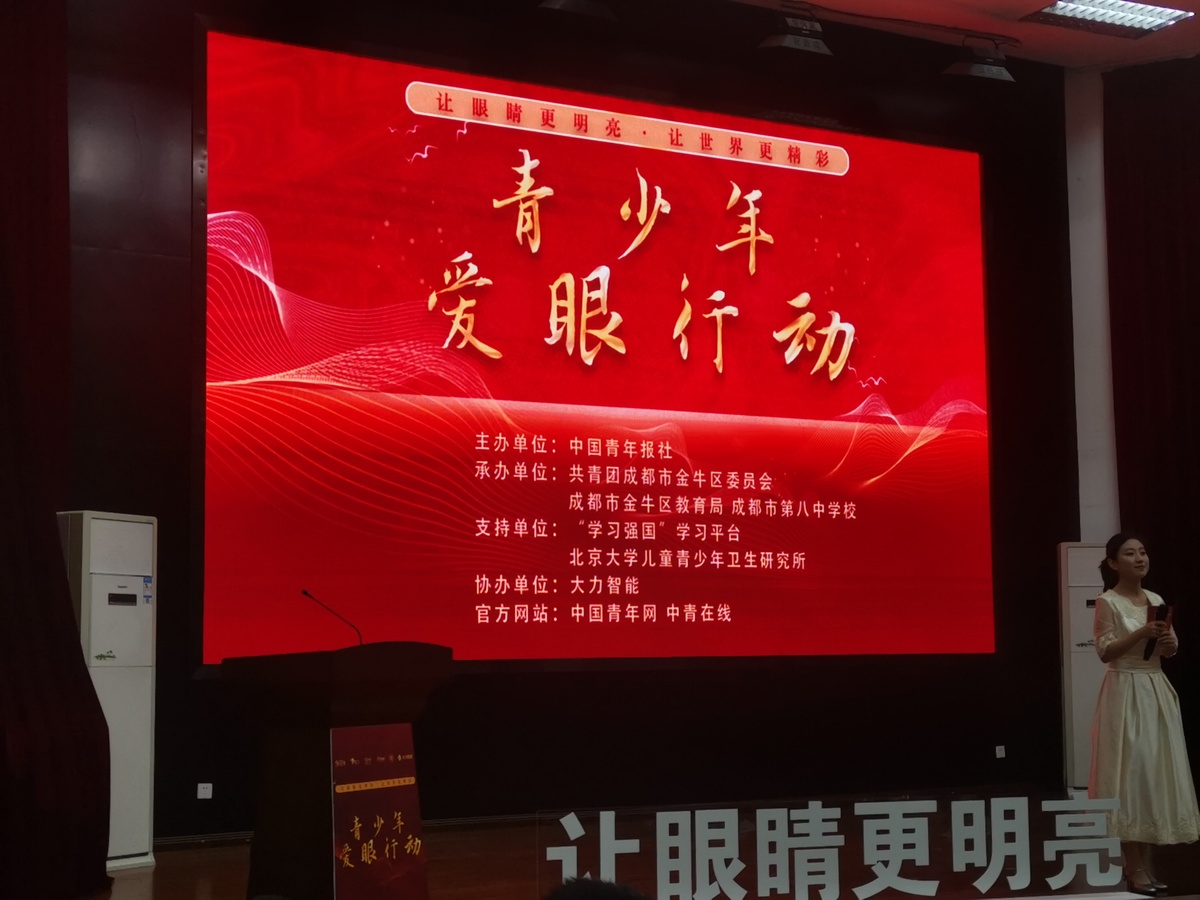 让眼睛更明亮·让世界更精彩
青少年
爱眼行动
主办单位：中国青年报社
承办单位：共青团成都市金牛区委员会
成都市金牛区教育局 成都市第八中学校
支持单位：“学习强国”学习平台
北京大学儿童青少年卫生研究所
协办单位：大力智能
官方网站：中国青年网 中青在线
青少年
爱眼行动
让眼睛更明亮